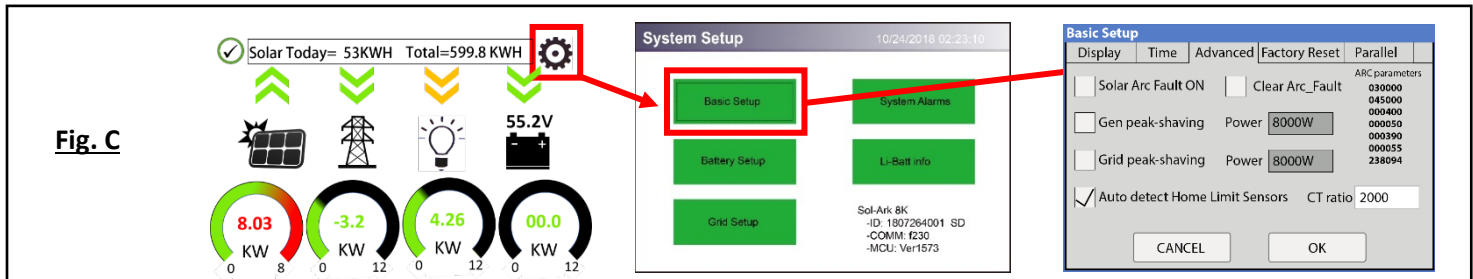 Fig. C
Solar Today= 53KWH Total=599.8 KWH
55.2V
8.03
KW
0 8
-3.2
KW
0 12
4.26
KW
0 12
00.0
KW
0 12
System Setup 10/24/2018 02:23:10
Basic Setup
System Alarms
Battery Setup
Li-Batt info
Grid Setup
Sol-Ark 8K
-ID: 1807264001 SD
-COMM: f230
-MCU: Ver1573
Basic Setup
Display Time Advanced Factory Reset Parallel
Solar Arc Fault ON Clear Arc_Fault
Gen peak-shaving Power 8000W
Grid peak-shaving Power 8000W
Auto detect Home Limit Sensors CT ratio 2000
ARC parameters
030000
045000
000400
000050
000390
000055
238094
CANCEL OK